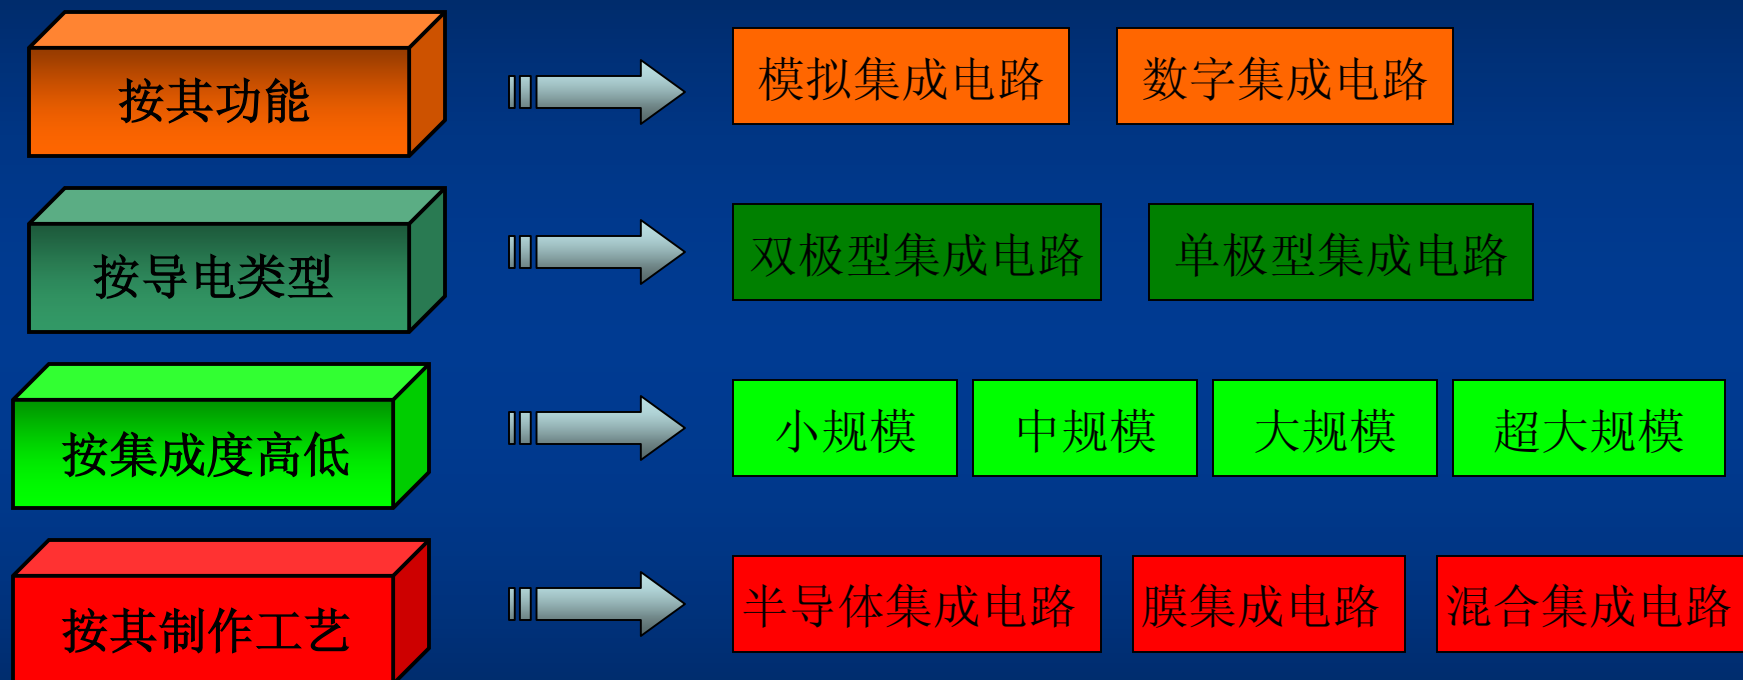 按其功能
模拟集成电路
数字集成电路
按导电类型
双极型集成电路
单极型集成电路
按集成度高低
小规模
中规模
大规模
超大规模
按其制作工艺
半导体集成电路
膜集成电路
混合集成电路